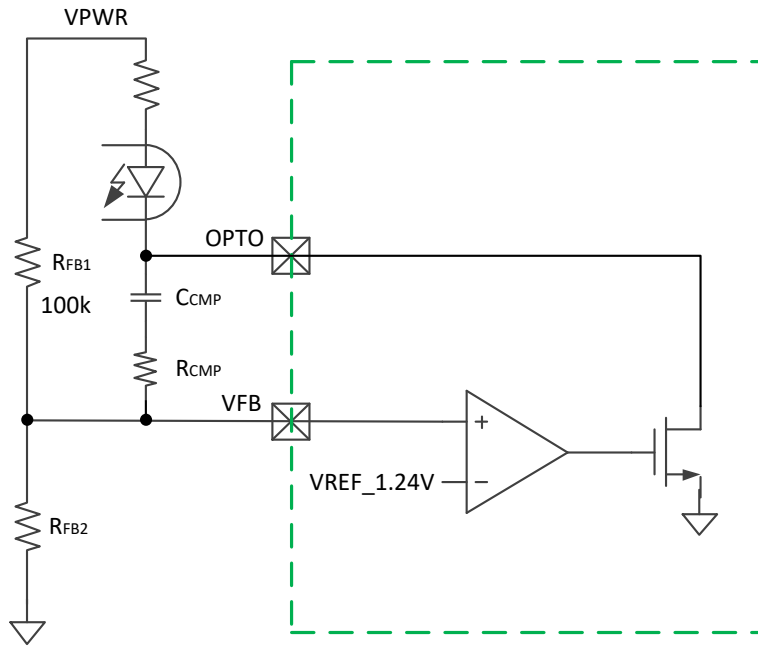 VPWR
OPTO
RFB1
100k
CCMP
RCMP
VFB
+
VREF_1.24V
−
RFB2